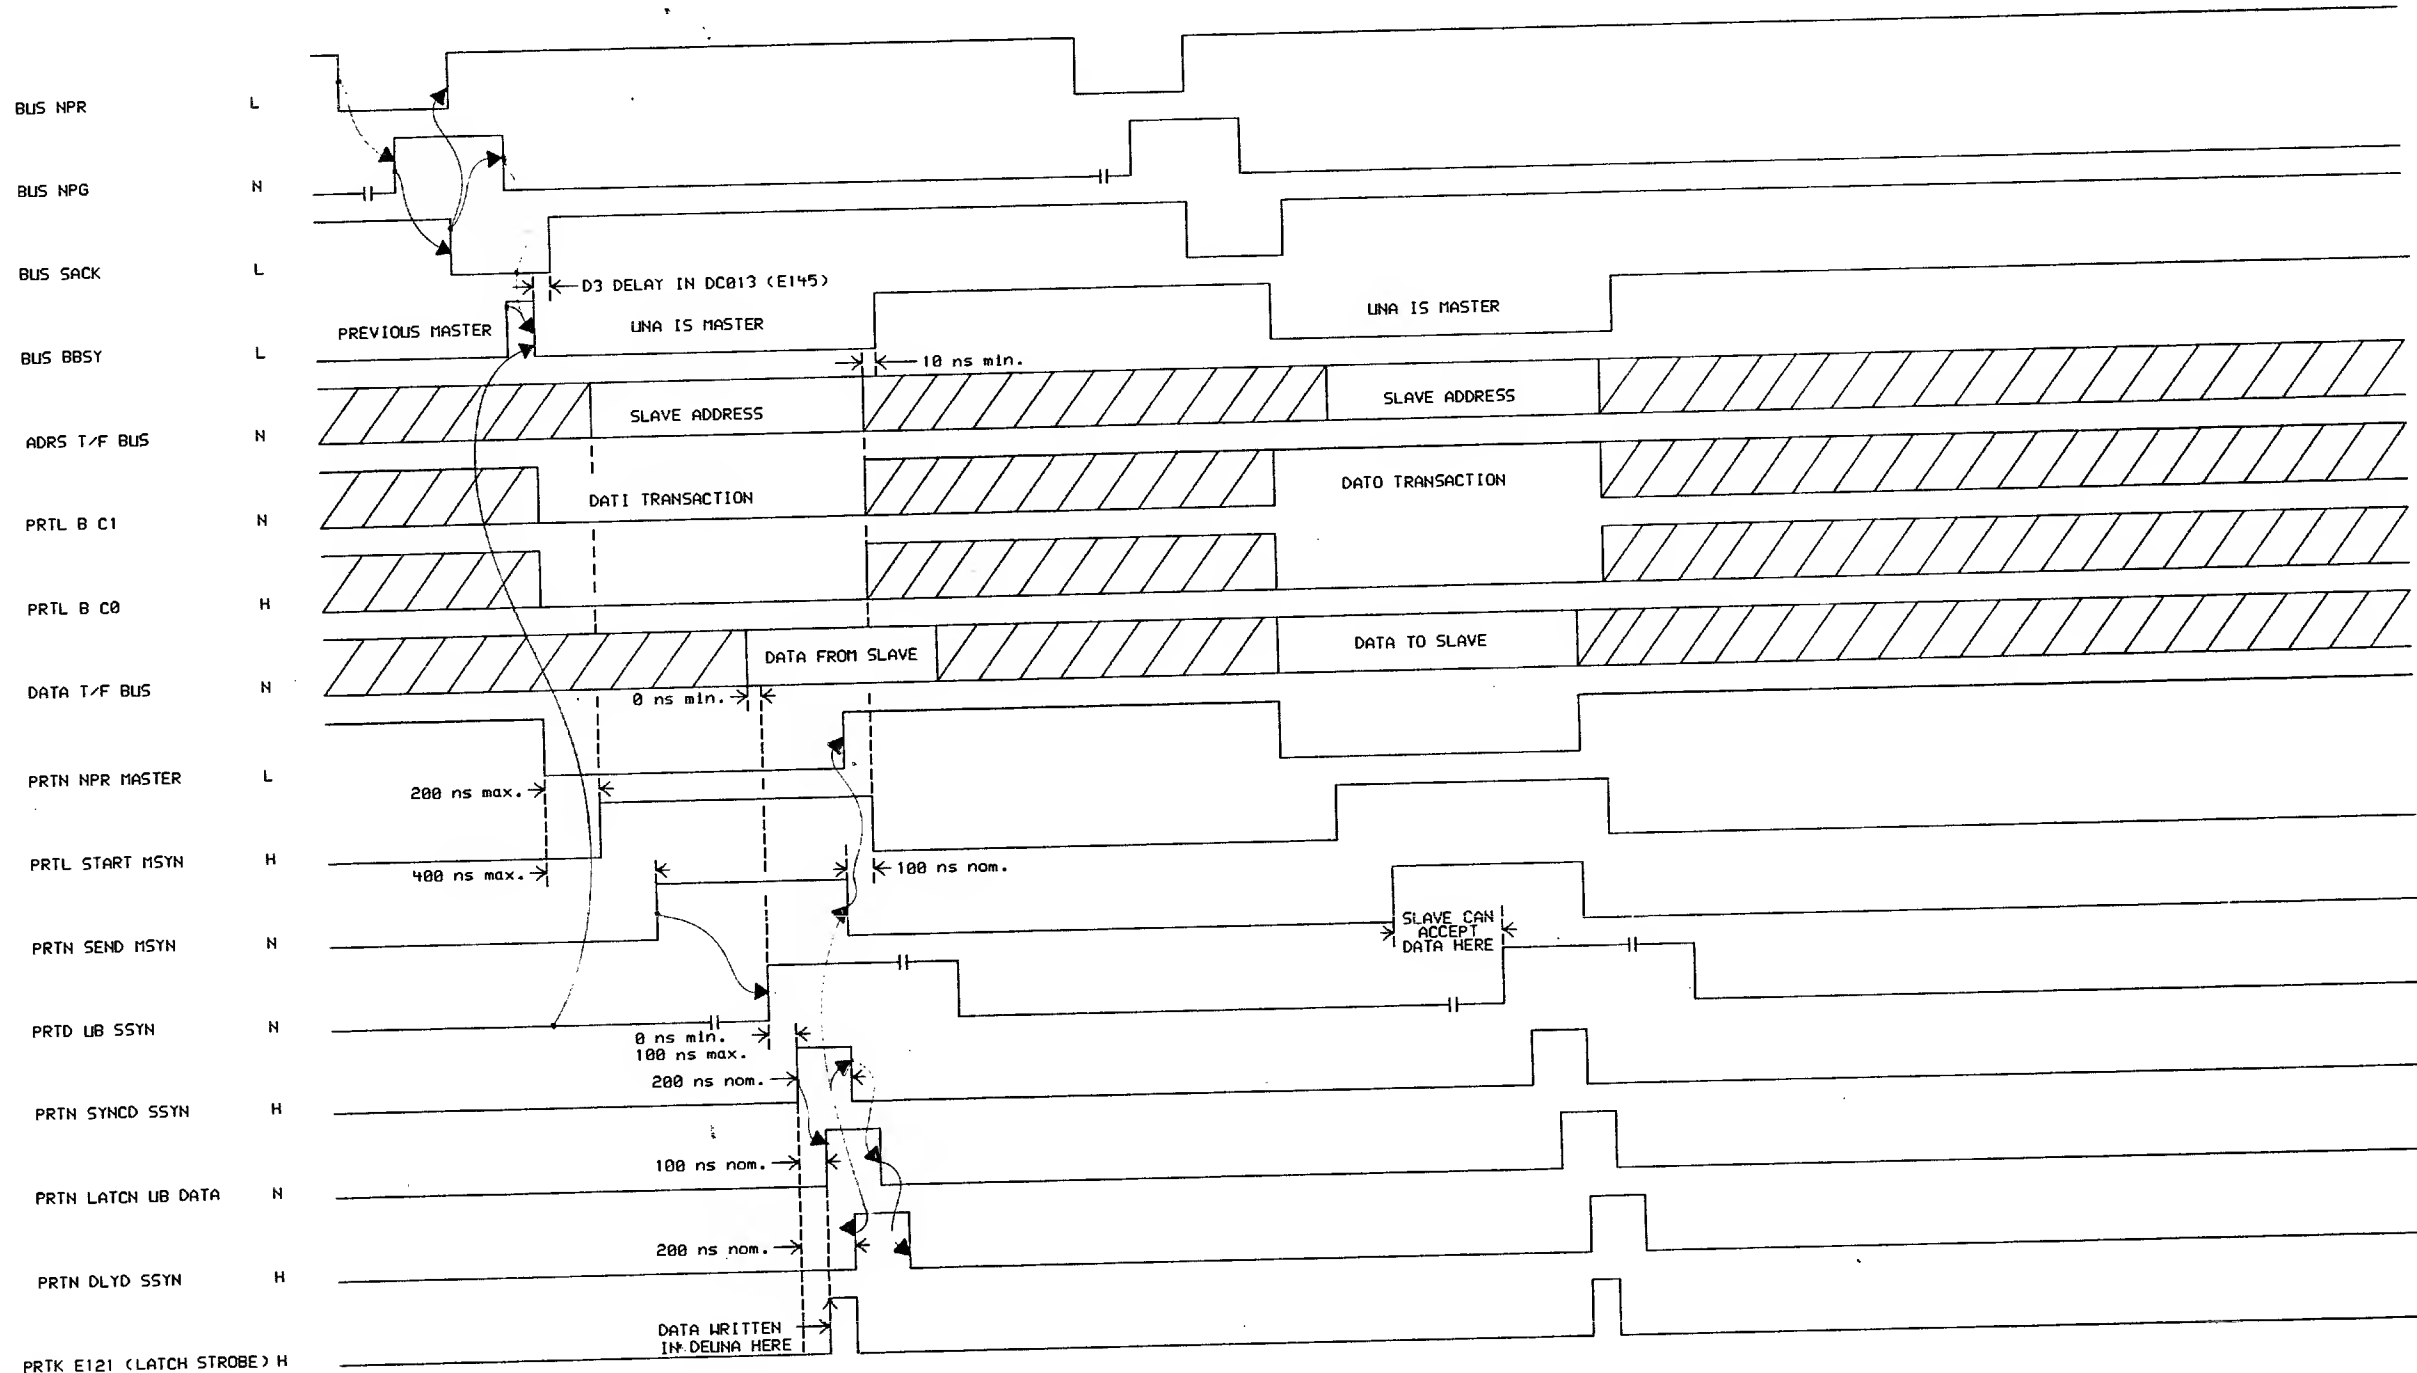 BUS NPR L
BUS NPG N
BUS SACK L
D3 DELAY IN DC013 (E145)
PREVIOUS MASTER
UNA IS MASTER
UNA IS MASTER
BUS BBSY L
10 ns min.
SLAVE ADDRESS
SLAVE ADDRESS
ADRS T/F BUS N
DATI TRANSACTION
DATO TRANSACTION
PRTL B C1 N
PRTL B C0 H
DATA FROM SLAVE
DATA TO SLAVE
DATA T/F BUS N
0 ns min.
PRTN NPR MASTER L
200 ns max.
PRTL START MSYN H
400 ns max.
100 ns nom.
SLAVE CAN
ACCEPT
DATA HERE
PRTN SEND MSYN N
PRTD UB SSYN N
0 ns min.
100 ns max.
200 ns nom.
PRTN SYNCD SSYN H
100 ns nom.
PRTN LATCN UB DATA N
200 ns nom.
PRTN DLYD SSYN H
DATA WRITTEN
IN DEUNA HERE
PRTK E121 (LATCH STROBE) H